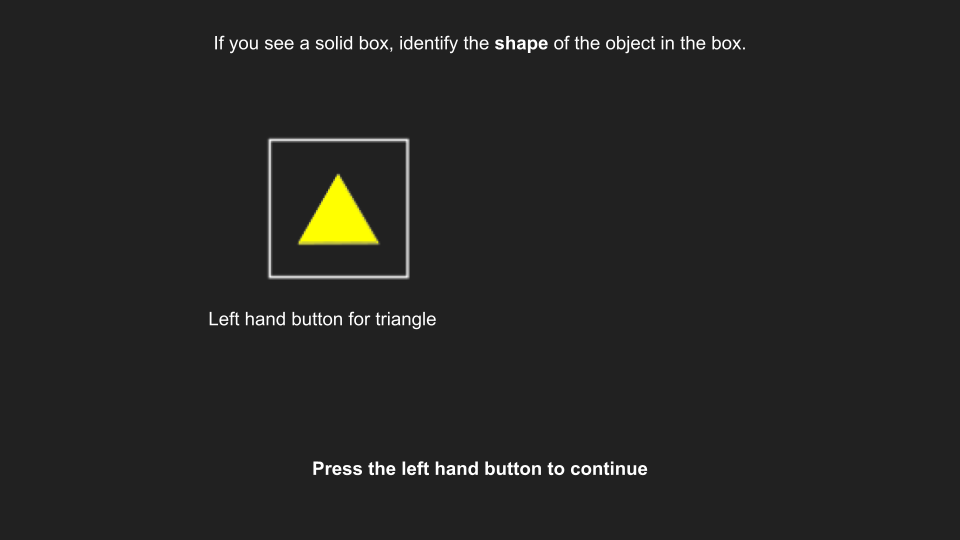 If you see a solid box, identify the shape of the object in the box.
Left hand button for triangle
Press the left hand button to continue